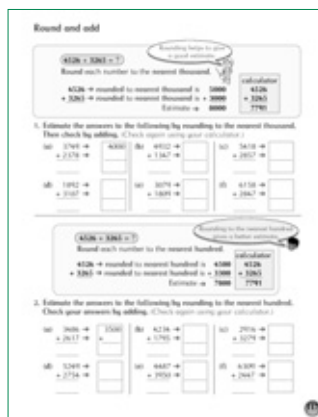 Round and add
Rounding helps to give
a good estimate.
4526 + 3265 = ?
Round each number to the nearest thousand.
calculator
4526 → rounded to nearest thousand is 5000
4526
+ 3265 → rounded to nearest thousand is + 3000
+ 3265
Estimate → 8000
7791
1. Estimate the answers to the following by rounding to the nearest thousand.
Then check by adding. (Check again using your calculator.)
(a) 3749 → 4000 (b) 4932 → (c) 5618 →
+ 2378 → + 1367 → + 2857 →
(d) 1892 → (e) 3079 → (f) 6158 →
+ 3107 → + 1809 → + 2867 →
Rounding to the nearest hundred
gives a better estimate.
4526 + 3265 = ?
Round each number to the nearest hundred.
calculator
4526 → rounded to nearest hundred is 4500
4526
+ 3265 → rounded to nearest hundred is + 3300
+ 3265
Estimate → 7800
7791
2. Estimate the answers to the following by rounding to the nearest hundred.
Check your answers by adding. (Check again using your calculator.)
(a) 3486 → 3500 (b) 6236 → (c) 2916 →
+ 2617 → + + 1795 → + 3279 →
(d) 5249 → (e) 4487 → (f) 6309 →
+ 2754 → + 3950 → + 2667 →